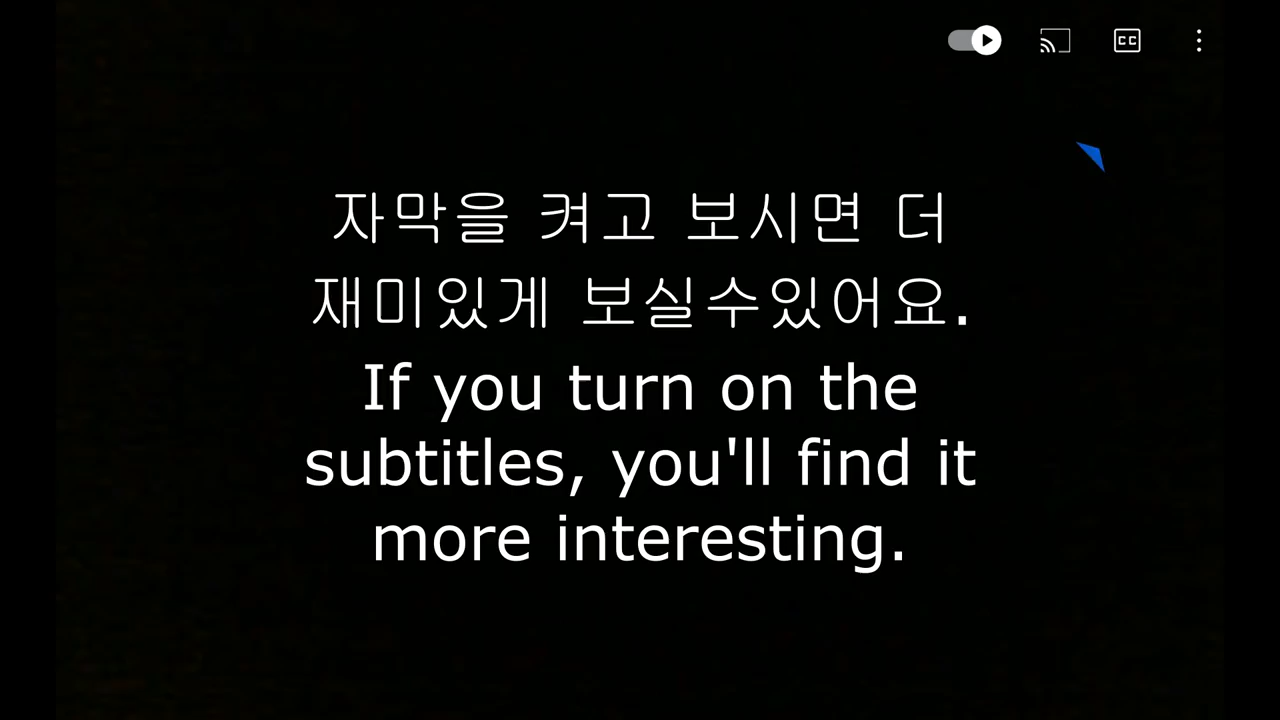 CC
자막을 켜고 보시면 더
재미있게 보실수있어요.
If you turn on the
subtitles, you'll find it
more interesting.